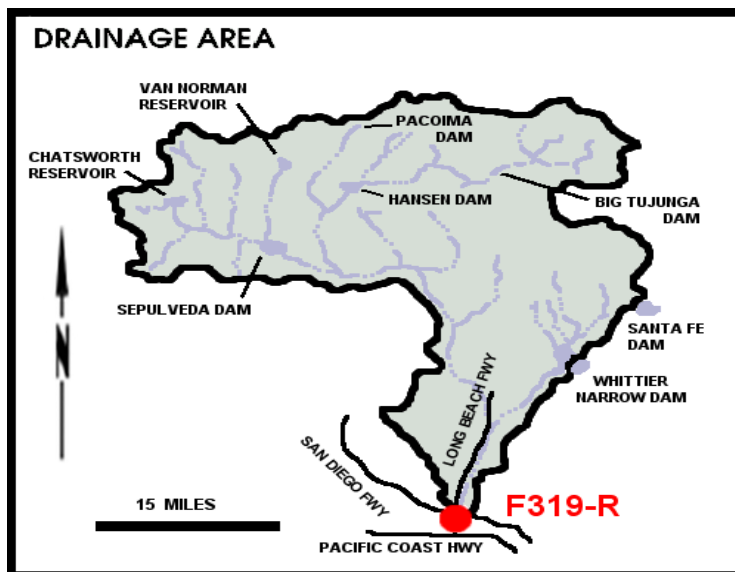 DRAINAGE AREA
VAN NORMAN
RESERVOIR
PACOIMA
DAM
CHATSWORTH
RESERVOIR
HANSEN DAM
BIG TUJUNGA
DAM
SEPULVEDA DAM
SANTA FE
DAM
WHITTIER
NARROW DAM
LONG BEACH FWY
SAN DIEGO FWY
N
15 MILES
F319-R
PACIFIC COAST HWY